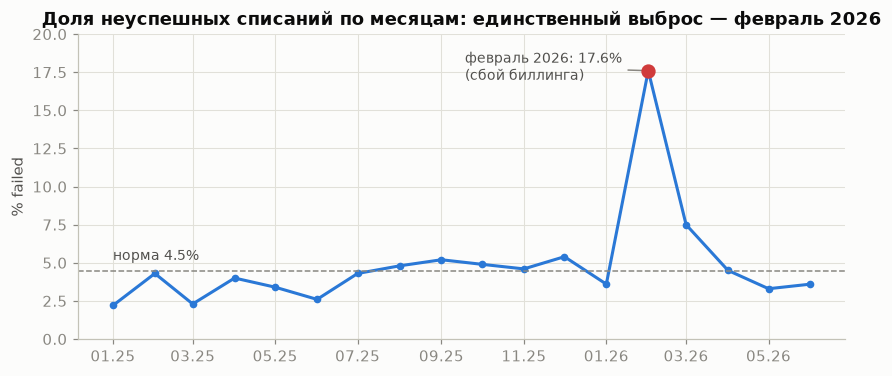 Доля неуспешных списаний по месяцам: единственный выброс — февраль 2026
20.0
17.5
15.0
12.5
10.0
7.5
5.0
2.5
0.0
% failed
февраль 2026: 17.6%
(сбой биллинга)
норма 4.5%
01.25 03.25 05.25 07.25 09.25 11.25 01.26 03.26 05.26